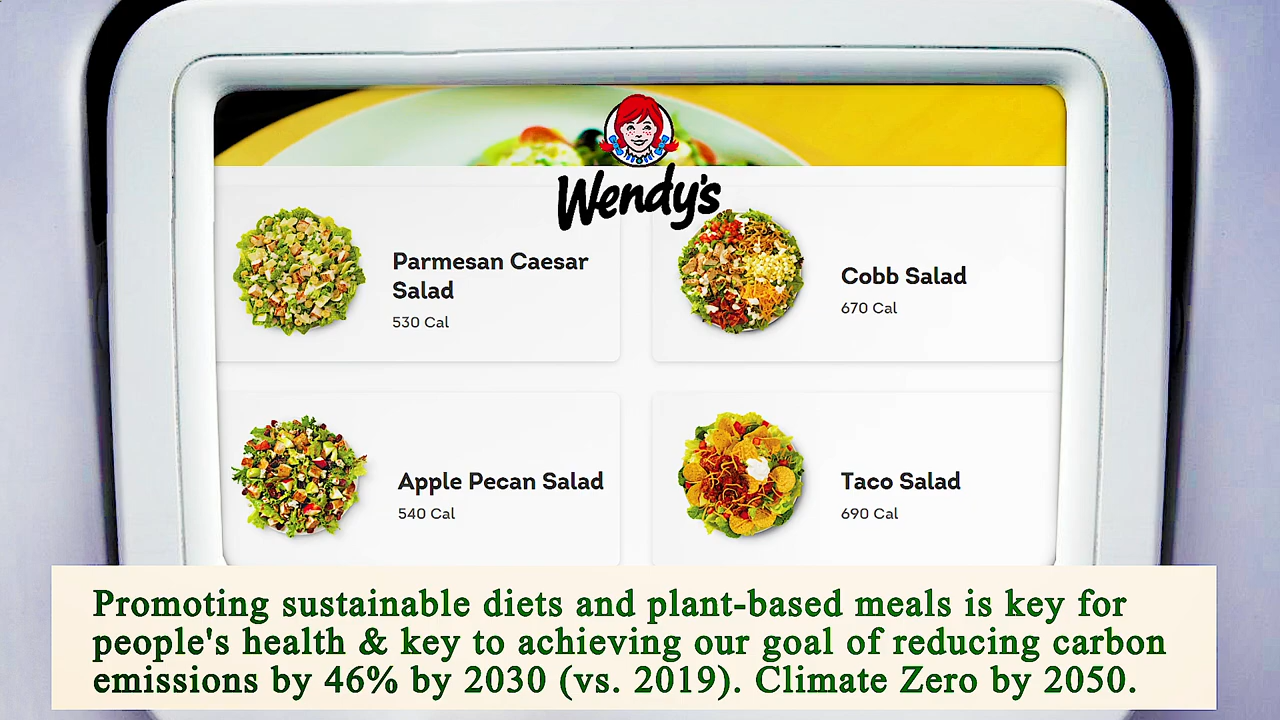 Wendy's
Parmesan Caesar
Salad
530 Cal
Cobb Salad
670 Cal
Apple Pecan Salad
540 Cal
Taco Salad
690 Cal
Promoting sustainable diets and plant-based meals is key for
people's health & key to achieving our goal of reducing carbon
emissions by 46% by 2030 (vs. 2019). Climate Zero by 2050.